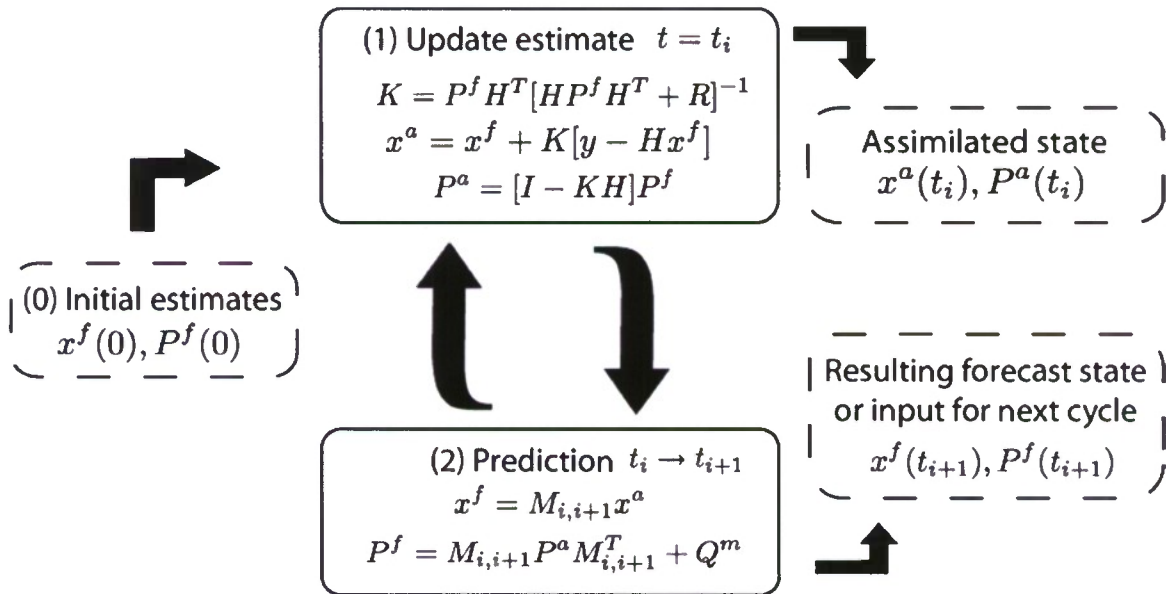 (1) Update estimate t = t_i
K = P^f H^T [HP^f H^T + R]^{-1}
x^a = x^f + K[y − Hx^f]
P^a = [I − KH]P^f
Assimilated state
x^a(t_i), P^a(t_i)
(0) Initial estimates
x^f(0), P^f(0)
Resulting forecast state
or input for next cycle
x^f(t_{i+1}), P^f(t_{i+1})
(2) Prediction t_i → t_{i+1}
x^f = M_{i,i+1}x^a
P^f = M_{i,i+1}P^a M^T_{i,i+1} + Q^m